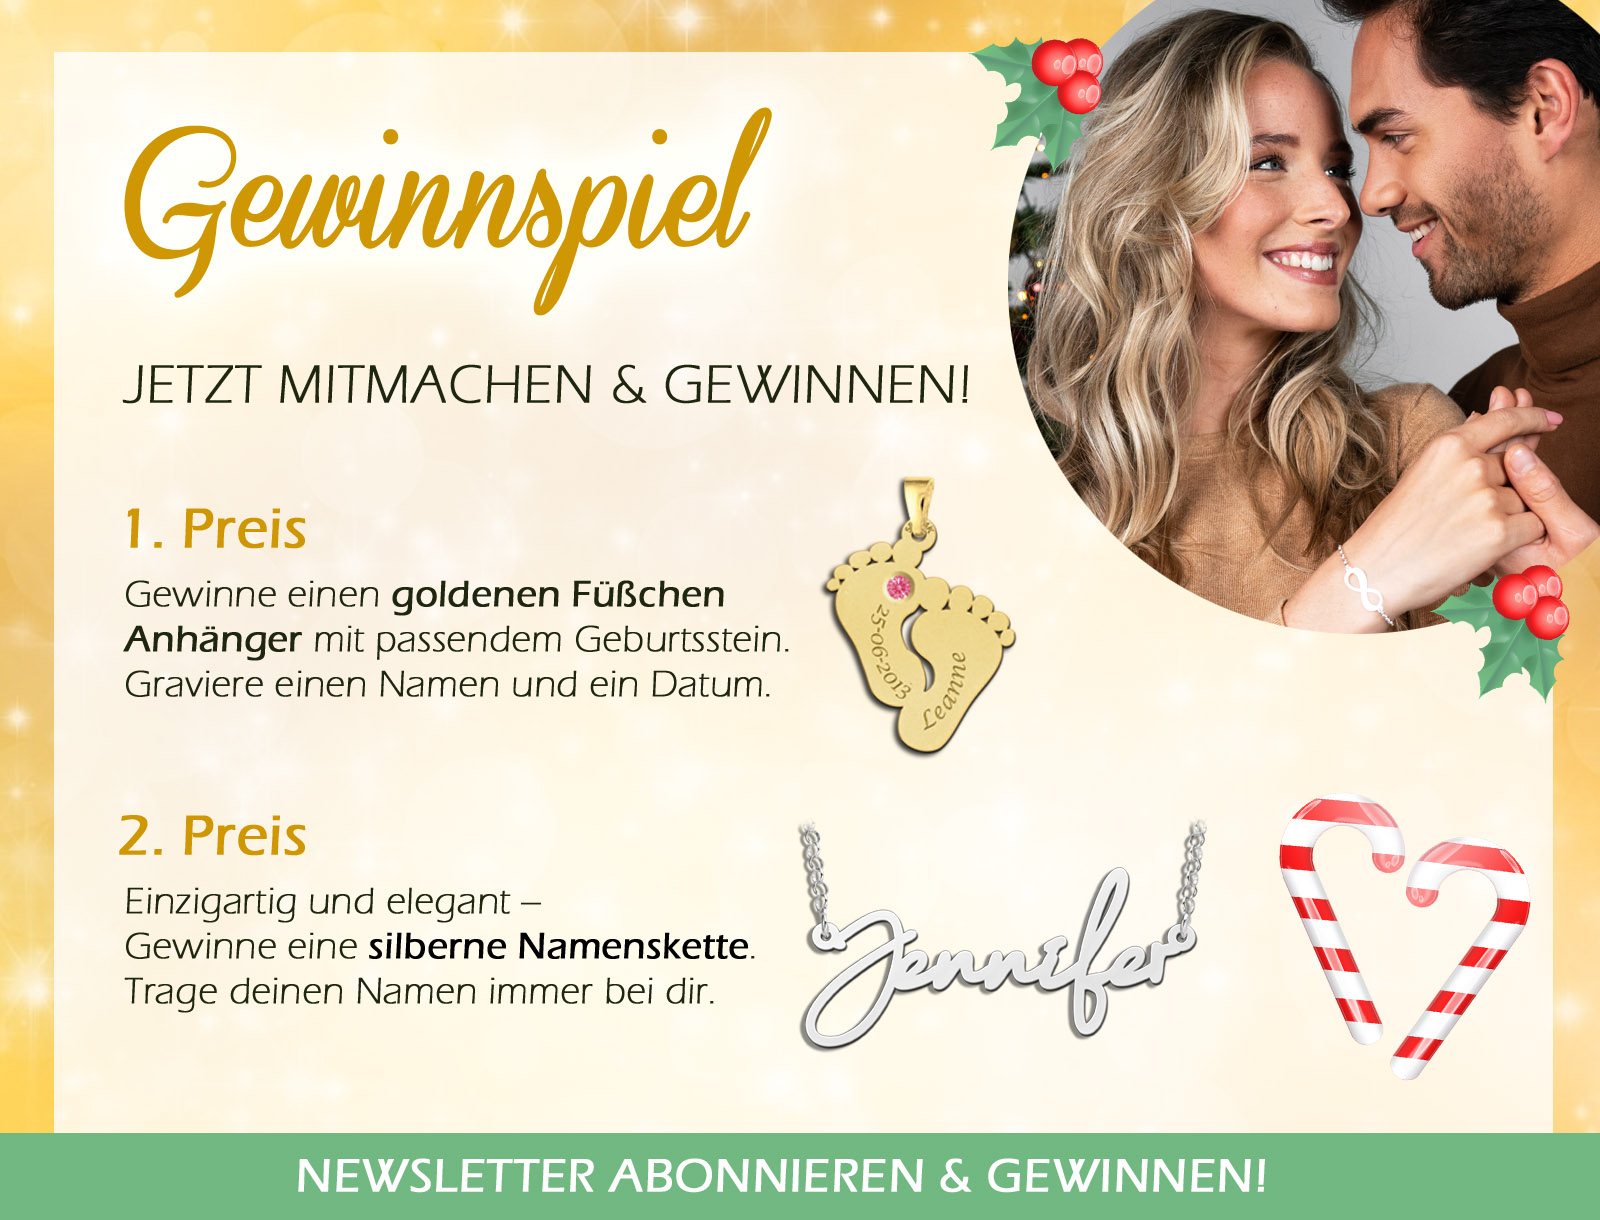 Gewinnspiel
JETZT MITMACHEN & GEWINNEN!
1. Preis
Gewinne einen goldenen Füßchen
Anhänger mit passendem Geburtsstein.
Graviere einen Namen und ein Datum.
25-06-2013
Leanne
2. Preis
Einzigartig und elegant –
Gewinne eine silberne Namenskette.
Trage deinen Namen immer bei dir.
Jennifer
NEWSLETTER ABONNIEREN & GEWINNEN!